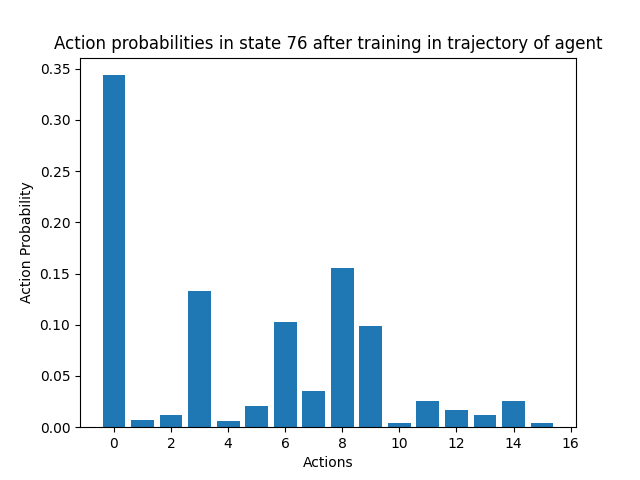 Action probabilities in state 76 after training in trajectory of agent
0.35
0.30
0.25
0.20
0.15
0.10
0.05
0.00
Action Probability
0 2 4 6 8 10 12 14 16
Actions